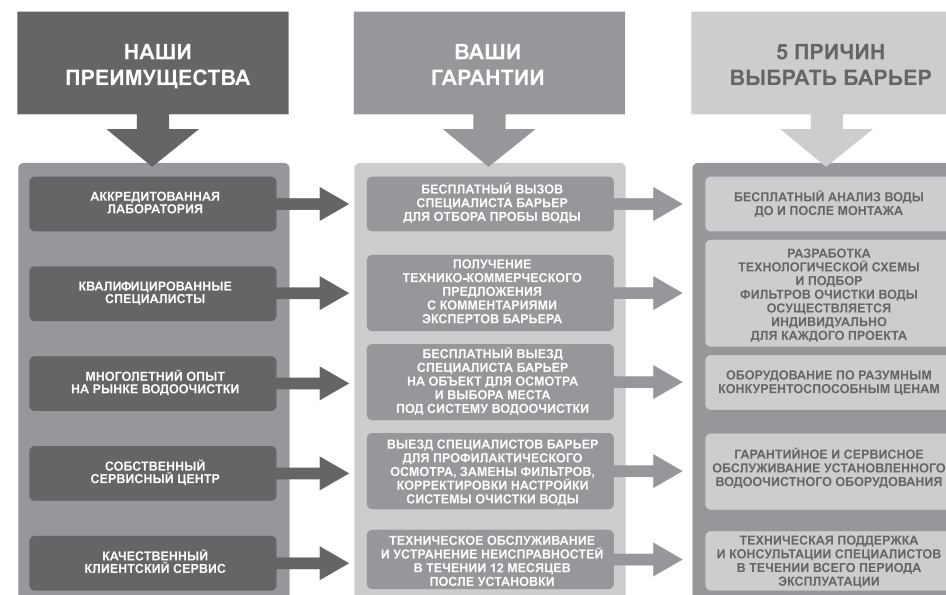 НАШИ
ПРЕИМУЩЕСТВА
ВАШИ
ГАРАНТИИ
5 ПРИЧИН
ВЫБРАТЬ БАРЬЕР
АККРЕДИТОВАННАЯ
ЛАБОРАТОРИЯ
БЕСПЛАТНЫЙ ВЫЗОВ
СПЕЦИАЛИСТА БАРЬЕР
ДЛЯ ОТБОРА ПРОБЫ ВОДЫ
БЕСПЛАТНЫЙ АНАЛИЗ ВОДЫ
ДО И ПОСЛЕ МОНТАЖА
КВАЛИФИЦИРОВАННЫЕ
СПЕЦИАЛИСТЫ
ПОЛУЧЕНИЕ
ТЕХНИКО-КОММЕРЧЕСКОГО
ПРЕДЛОЖЕНИЯ
С КОММЕНТАРИЯМИ
ЭКСПЕРТОВ БАРЬЕРА
РАЗРАБОТКА
ТЕХНОЛОГИЧЕСКОЙ СХЕМЫ
И ПОДБОР
ФИЛЬТРОВ ОЧИСТКИ ВОДЫ
ОСУЩЕСТВЛЯЕТСЯ
ИНДИВИДУАЛЬНО
ДЛЯ КАЖДОГО ПРОЕКТА
МНОГОЛЕТНИЙ ОПЫТ
НА РЫНКЕ ВОДООЧИСТКИ
БЕСПЛАТНЫЙ ВЫЕЗД
СПЕЦИАЛИСТА БАРЬЕР
НА ОБЪЕКТ ДЛЯ ОСМОТРА
И ВЫБОРА МЕСТА
ПОД СИСТЕМУ ВОДООЧИСТКИ
ОБОРУДОВАНИЕ ПО РАЗУМНЫМ
КОНКУРЕНТОСПОСОБНЫМ ЦЕНАМ
СОБСТВЕННЫЙ
СЕРВИСНЫЙ ЦЕНТР
ВЫЕЗД СПЕЦИАЛИСТОВ БАРЬЕР
ДЛЯ ПРОФИЛАКТИЧЕСКОГО
ОСМОТРА, ЗАМЕНЫ ФИЛЬТРОВ,
КОРРЕКТИРОВКИ НАСТРОЙКИ
СИСТЕМЫ ОЧИСТКИ ВОДЫ
ГАРАНТИЙНОЕ И СЕРВИСНОЕ
ОБСЛУЖИВАНИЕ УСТАНОВЛЕННОГО
ВОДООЧИСТНОГО ОБОРУДОВАНИЯ
КАЧЕСТВЕННЫЙ
КЛИЕНТСКИЙ СЕРВИС
ТЕХНИЧЕСКОЕ ОБСЛУЖИВАНИЕ
И УСТРАНЕНИЕ НЕИСПРАВНОСТЕЙ
В ТЕЧЕНИИ 12 МЕСЯЦЕВ
ПОСЛЕ УСТАНОВКИ
ТЕХНИЧЕСКАЯ ПОДДЕРЖКА
И КОНСУЛЬТАЦИИ СПЕЦИАЛИСТОВ
В ТЕЧЕНИИ ВСЕГО ПЕРИОДА
ЭКСПЛУАТАЦИИ